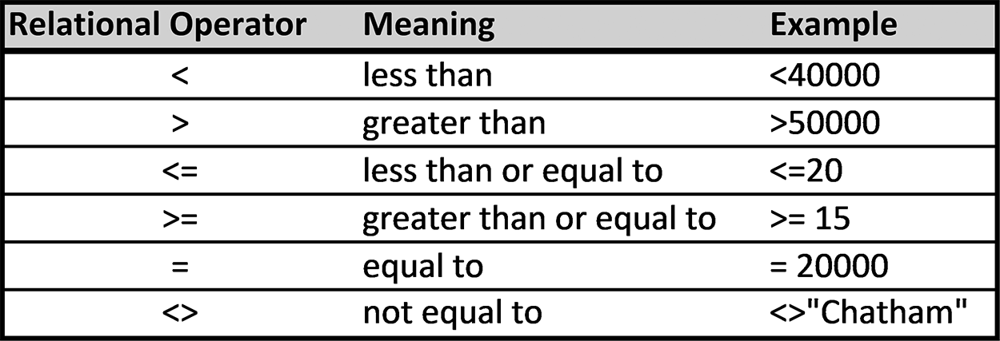 Relational Operator Meaning Example
< less than <40000
> greater than >50000
<= less than or equal to <=20
>= greater than or equal to >= 15
= equal to = 20000
<> not equal to <>"Chatham"